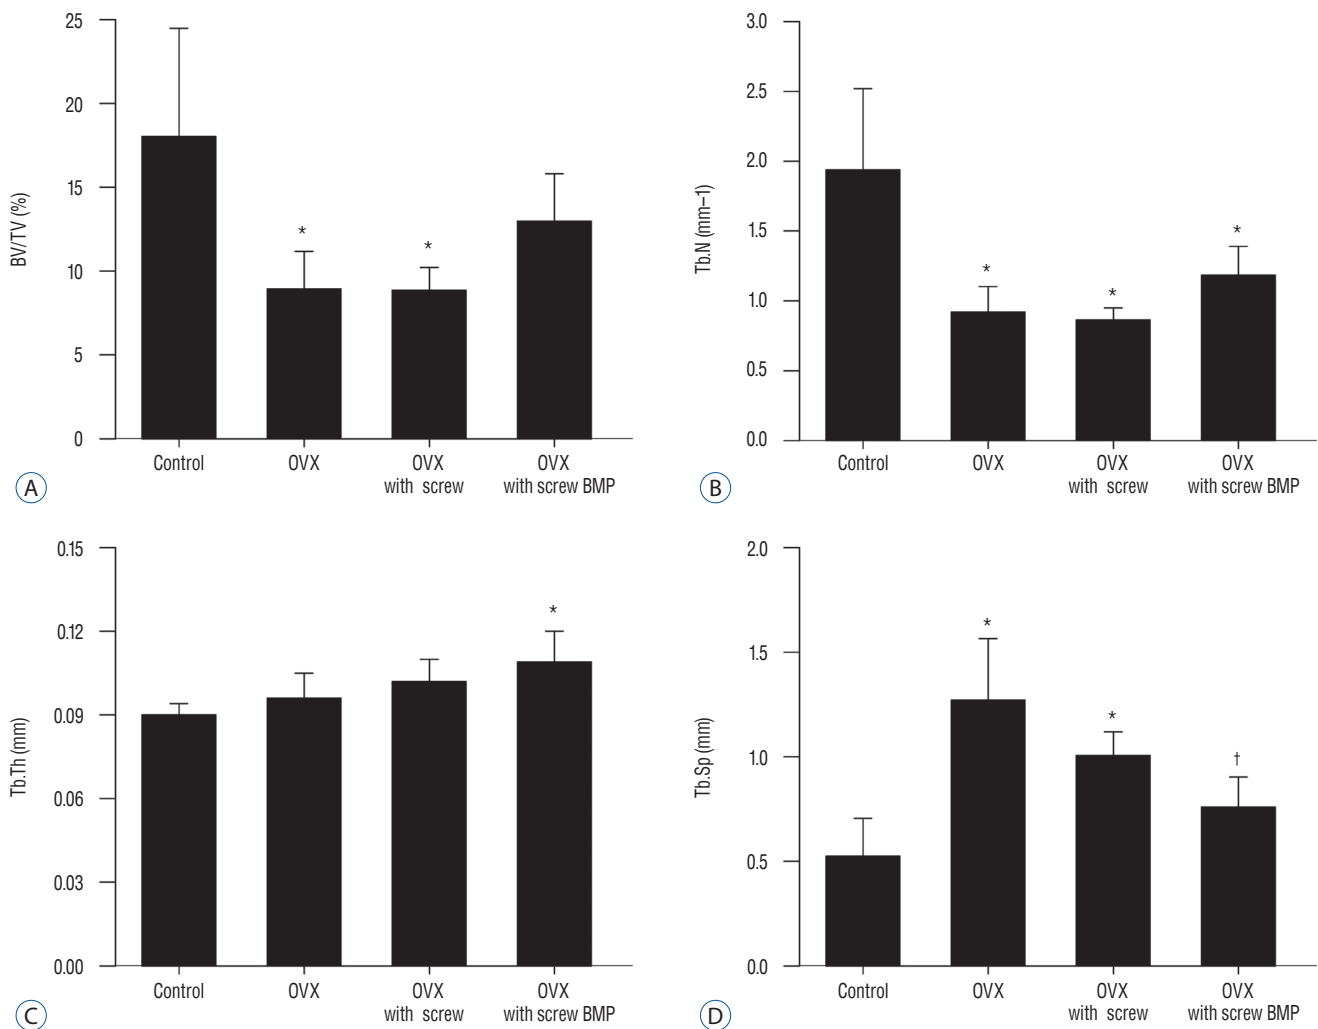 25
20
15
10
5
0
BV/TV (%)
*
*
Control
OVX
OVX
with screw
OVX
with screw BMP
A
3.0
2.5
2.0
1.5
1.0
0.5
0.0
Tb.N (mm–1)
*
*
*
Control
OVX
OVX
with screw
OVX
with screw BMP
B
0.15
0.12
0.09
0.06
0.03
0.00
Tb.Th (mm)
*
Control
OVX
OVX
with screw
OVX
with screw BMP
C
2.0
1.5
1.0
0.5
0.0
Tb.Sp (mm)
*
*
†
Control
OVX
OVX
with screw
OVX
with screw BMP
D